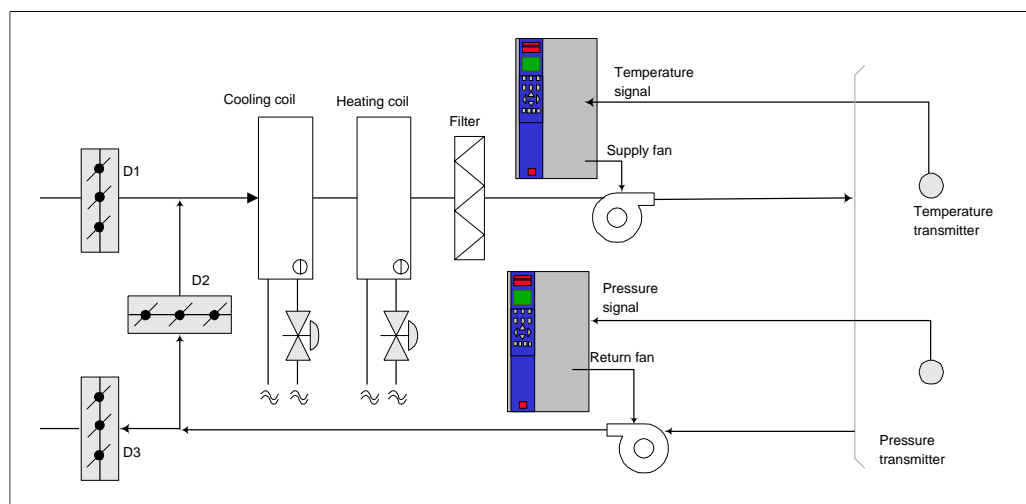 Temperature
signal
Cooling coil
Heating coil
Filter
Supply fan
D1
Temperature
transmitter
D2
Pressure
signal
Return fan
D3
Pressure
transmitter